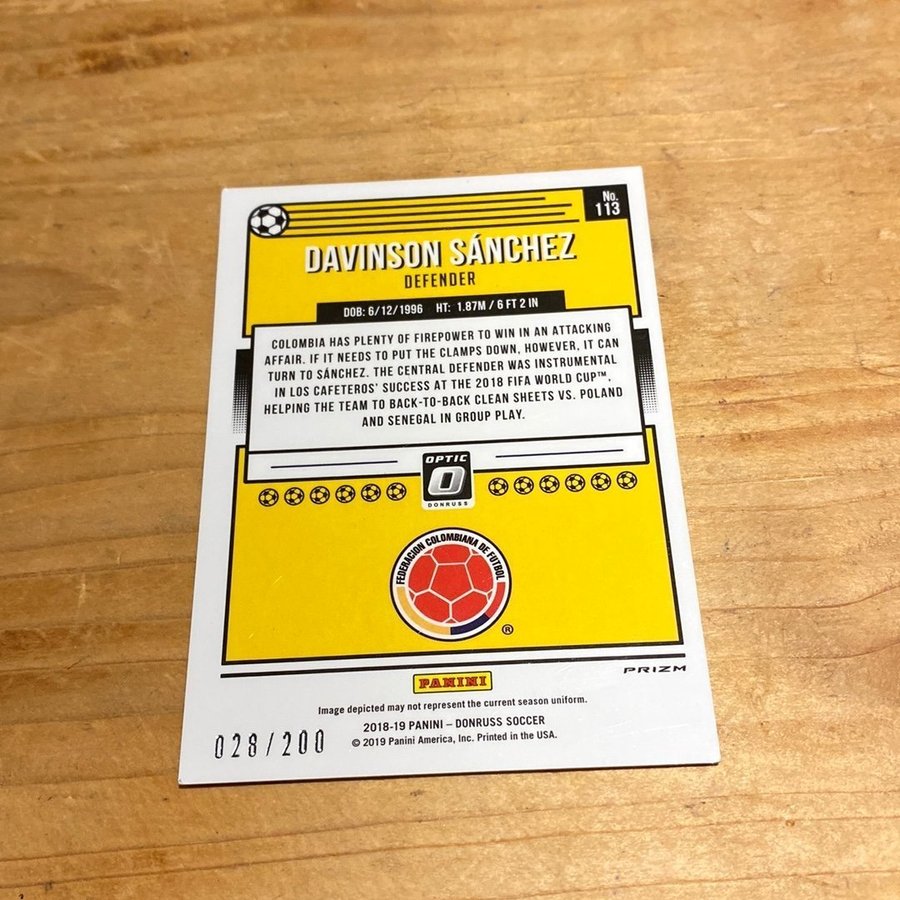 No.
113
DAVINSON SÁNCHEZ
DEFENDER
DOB: 6/12/1996 HT: 1.87M / 6 FT 2 IN
COLOMBIA HAS PLENTY OF FIREPOWER TO WIN IN AN ATTACKING
AFFAIR. IF IT NEEDS TO PUT THE CLAMPS DOWN, HOWEVER, IT CAN
TURN TO SÁNCHEZ. THE CENTRAL DEFENDER WAS INSTRUMENTAL
IN LOS CAFETEROS' SUCCESS AT THE 2018 FIFA WORLD CUP™,
HELPING THE TEAM TO BACK-TO-BACK CLEAN SHEETS VS. POLAND
AND SENEGAL IN GROUP PLAY.
OPTIC
O
DONRUSS
FEDERACION COLOMBIANA DE FUTBOL
®
PRIZM
PANINI
Image depicted may not represent the current season uniform.
2018-19 PANINI – DONRUSS SOCCER
© 2019 Panini America, Inc. Printed in the USA.
028/200